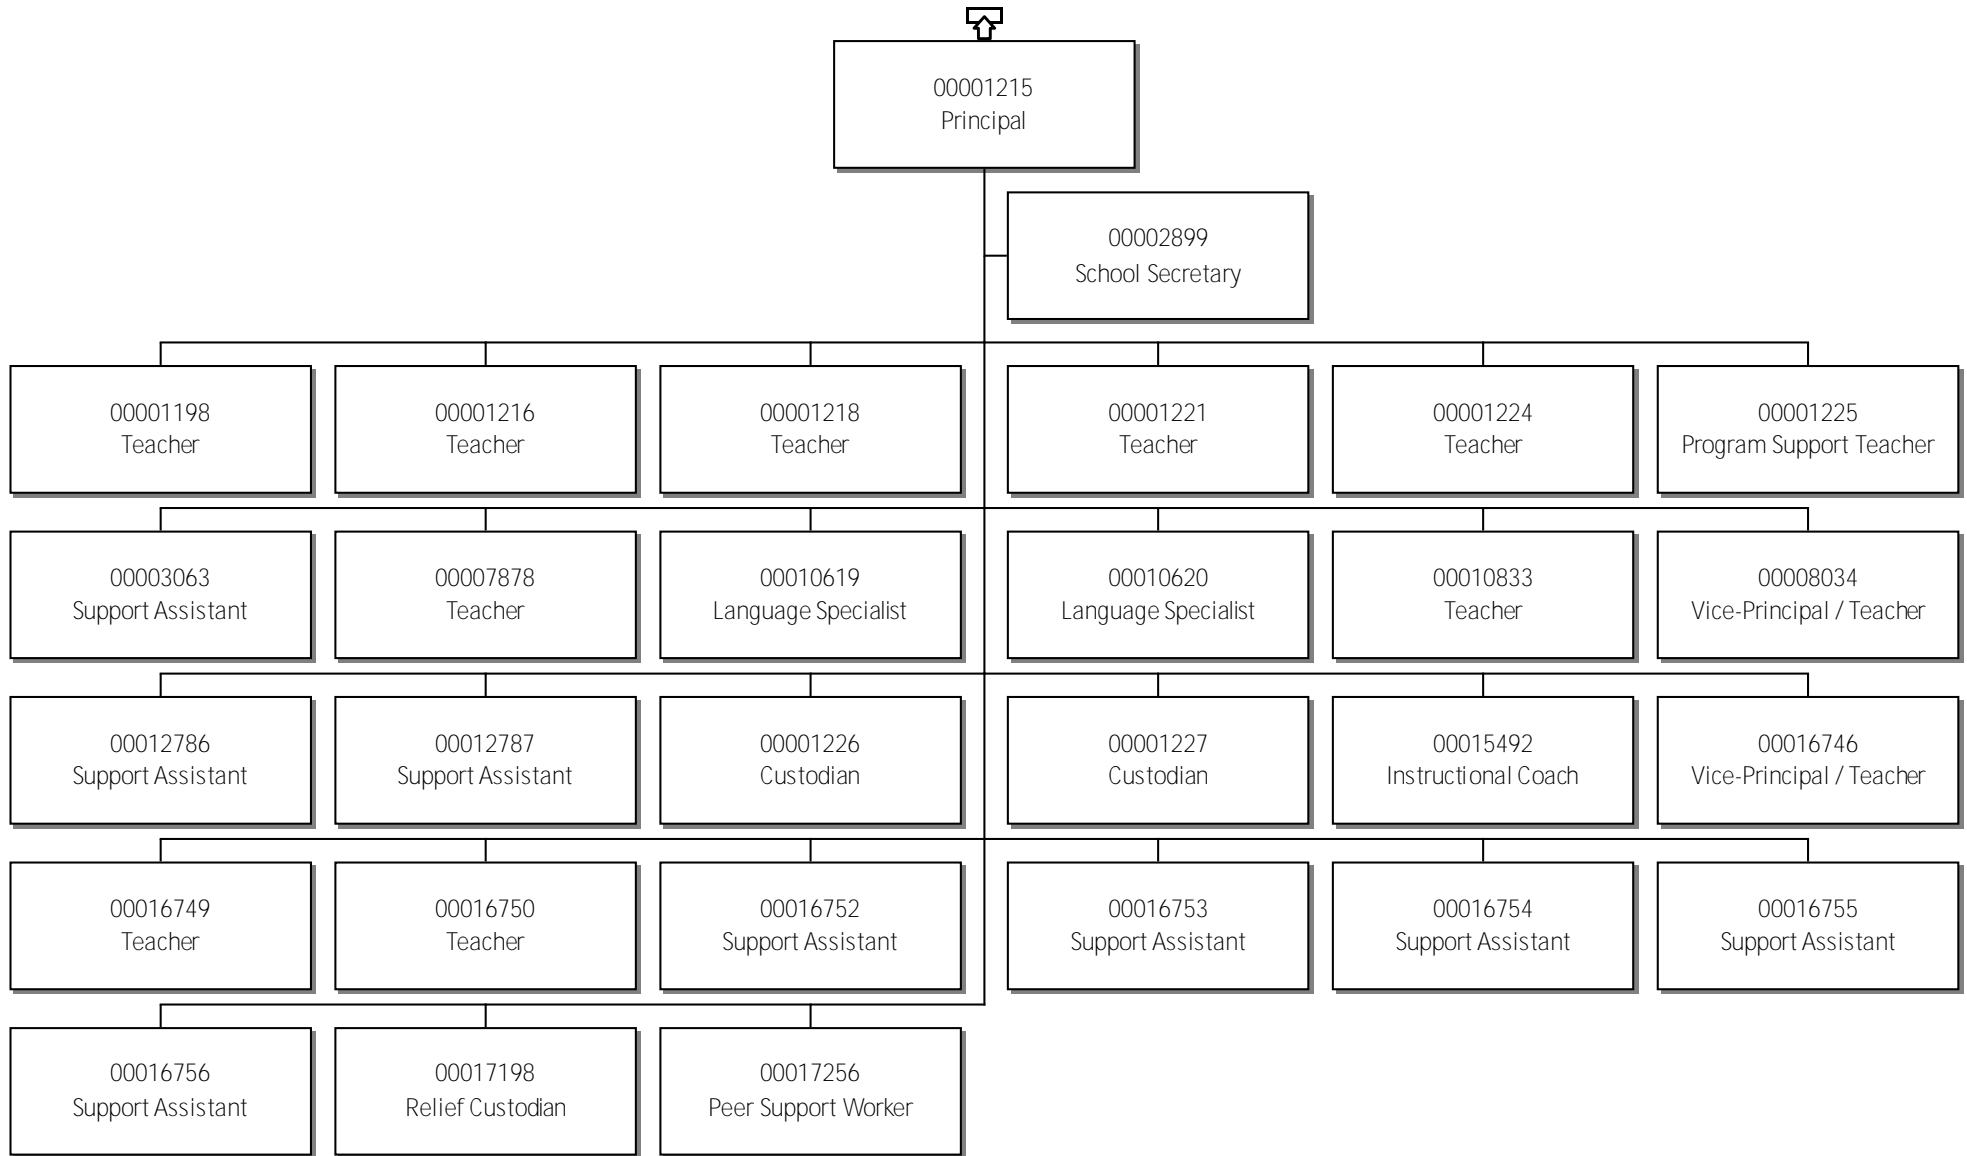 00001215
Principal
00002899
School Secretary
00001198
Teacher
00001216
Teacher
00001218
Teacher
00001221
Teacher
00001224
Teacher
00001225
Program Support Teacher
00003063
Support Assistant
00007878
Teacher
00010619
Language Specialist
00010620
Language Specialist
00010833
Teacher
00008034
Vice-Principal / Teacher
00012786
Support Assistant
00012787
Support Assistant
00001226
Custodian
00001227
Custodian
00015492
Instructional Coach
00016746
Vice-Principal / Teacher
00016749
Teacher
00016750
Teacher
00016752
Support Assistant
00016753
Support Assistant
00016754
Support Assistant
00016755
Support Assistant
00016756
Support Assistant
00017198
Relief Custodian
00017256
Peer Support Worker